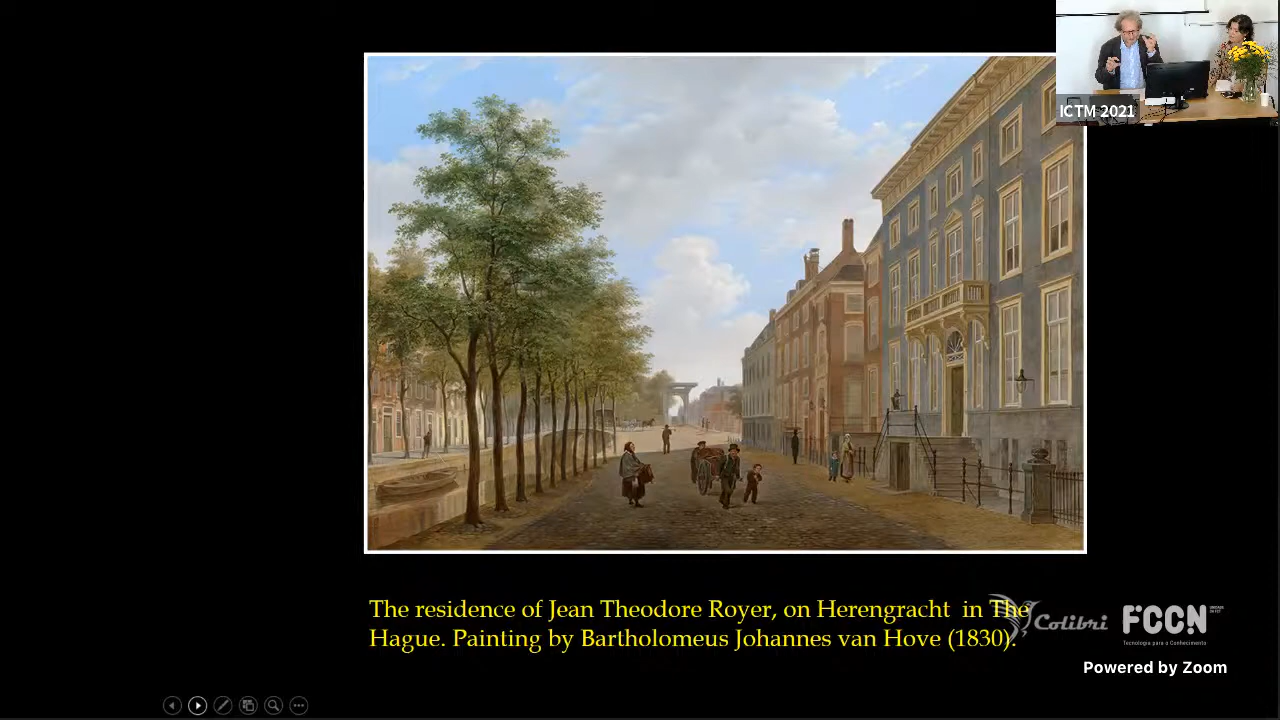 ICTM 2021
The residence of Jean Theodore Royer, on Herengracht in The
Hague. Painting by Bartholomeus Johannes van Hove (1830).
Colibri
FCCN
Tecnologia para o Conhecimento
Powered by Zoom